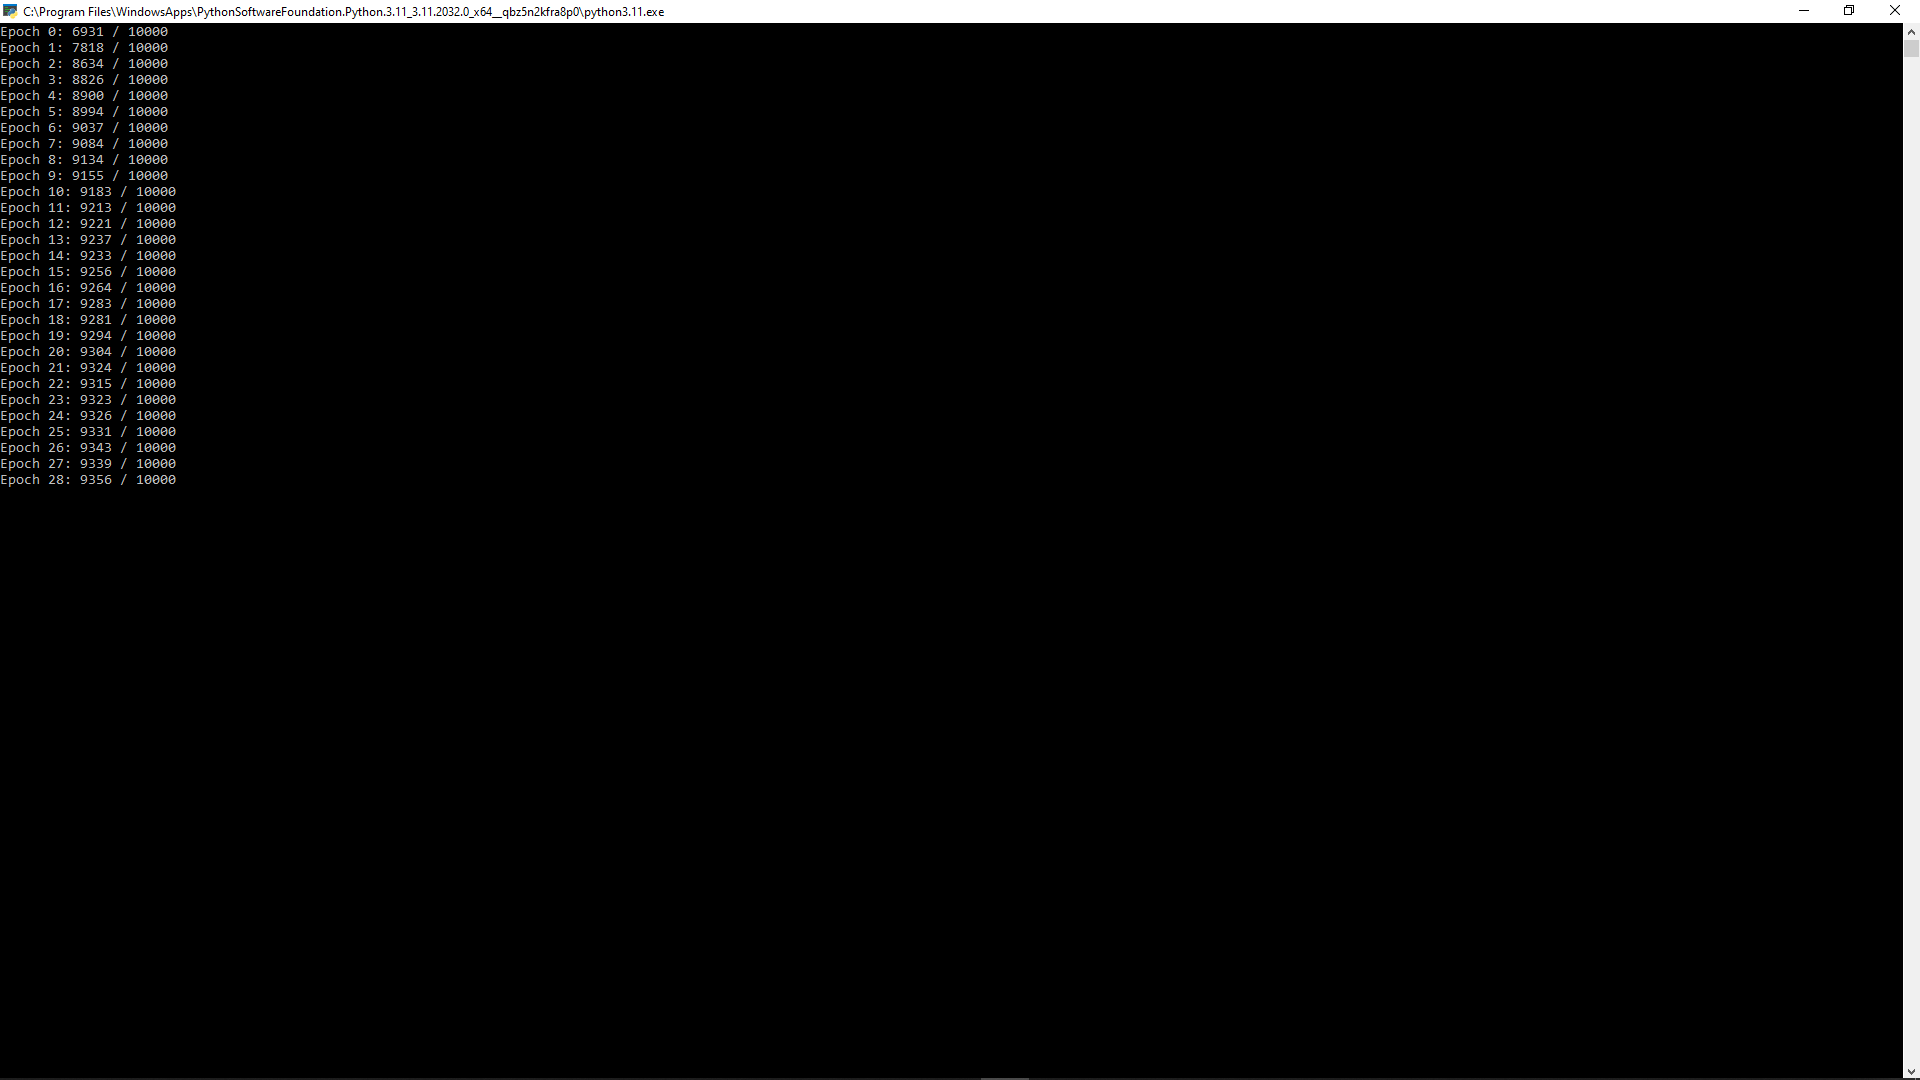 C:\Program Files\WindowsApps\PythonSoftwareFoundation.Python.3.11_3.11.2032.0_x64__qbz5n2kfra8p0\python3.11.exe
Epoch 0: 6931 / 10000
Epoch 1: 7818 / 10000
Epoch 2: 8634 / 10000
Epoch 3: 8826 / 10000
Epoch 4: 8900 / 10000
Epoch 5: 8994 / 10000
Epoch 6: 9037 / 10000
Epoch 7: 9084 / 10000
Epoch 8: 9134 / 10000
Epoch 9: 9155 / 10000
Epoch 10: 9183 / 10000
Epoch 11: 9213 / 10000
Epoch 12: 9221 / 10000
Epoch 13: 9237 / 10000
Epoch 14: 9233 / 10000
Epoch 15: 9256 / 10000
Epoch 16: 9264 / 10000
Epoch 17: 9283 / 10000
Epoch 18: 9281 / 10000
Epoch 19: 9294 / 10000
Epoch 20: 9304 / 10000
Epoch 21: 9324 / 10000
Epoch 22: 9315 / 10000
Epoch 23: 9323 / 10000
Epoch 24: 9326 / 10000
Epoch 25: 9331 / 10000
Epoch 26: 9343 / 10000
Epoch 27: 9339 / 10000
Epoch 28: 9356 / 10000